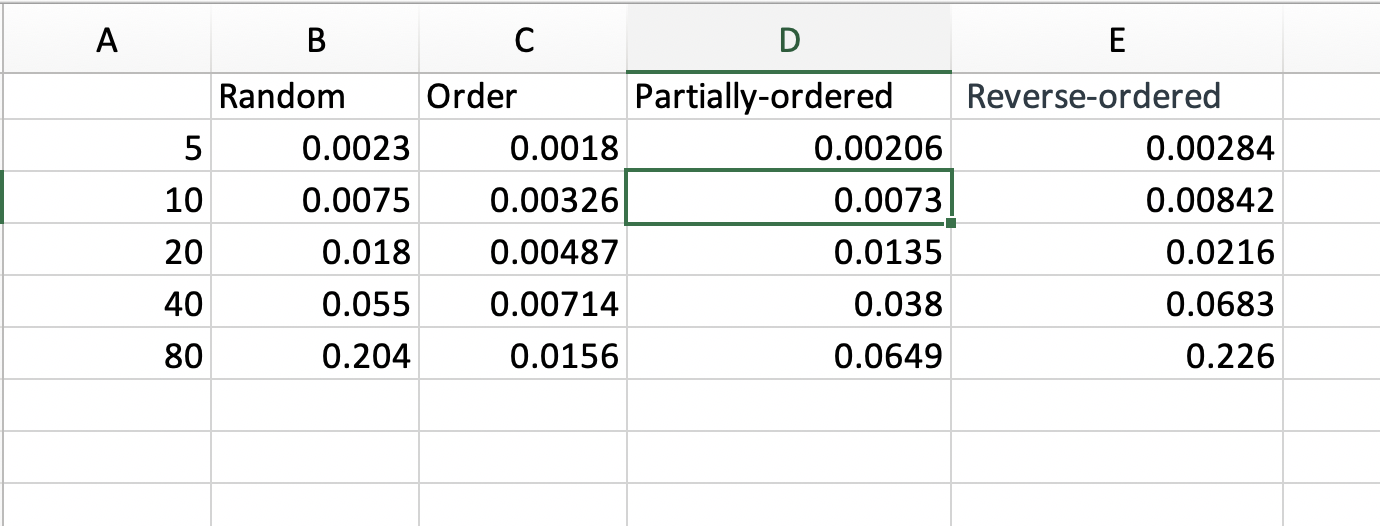 A B C D E
Random Order Partially-ordered Reverse-ordered
5 0.0023 0.0018 0.00206 0.00284
10 0.0075 0.00326 0.0073 0.00842
20 0.018 0.00487 0.0135 0.0216
40 0.055 0.00714 0.038 0.0683
80 0.204 0.0156 0.0649 0.226